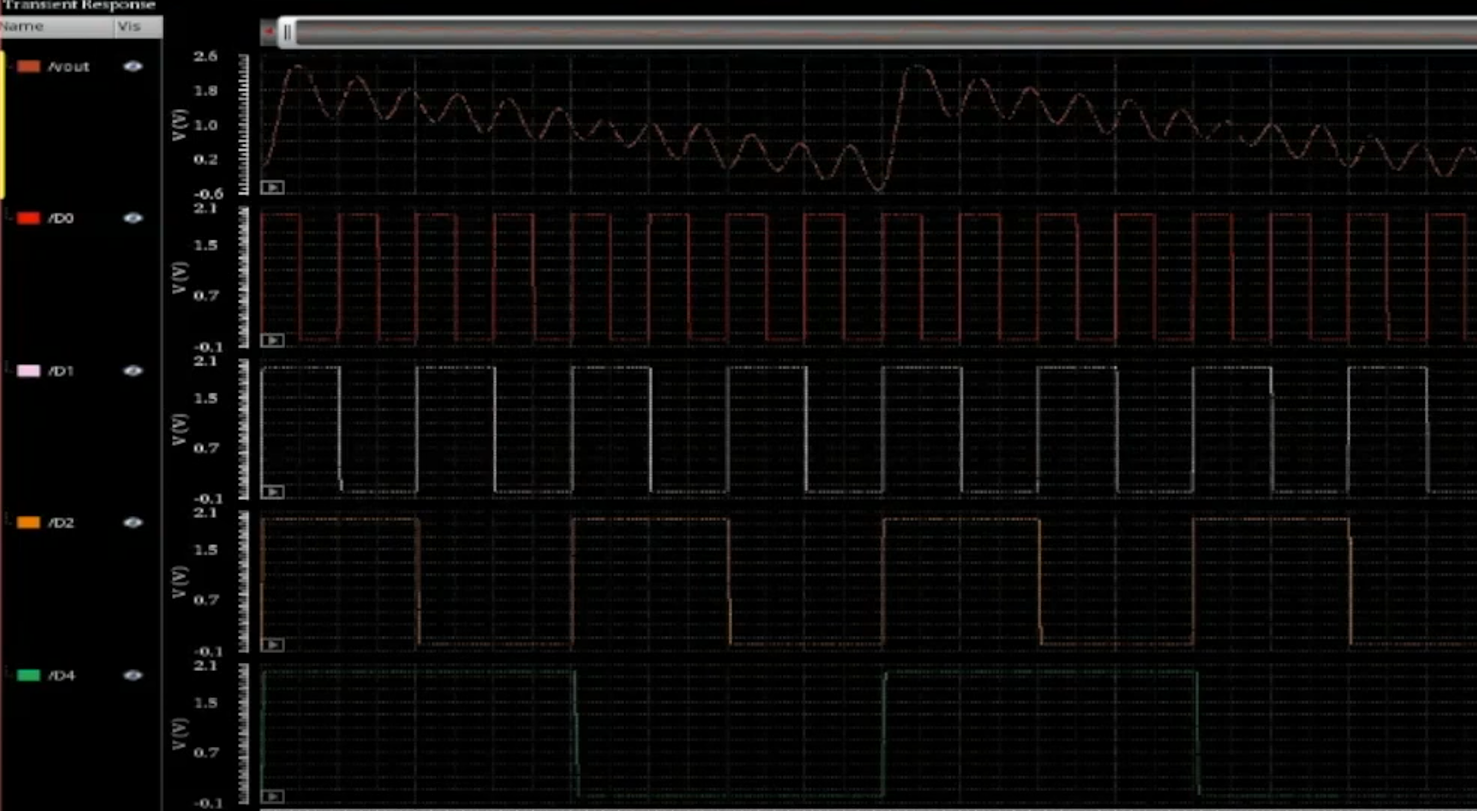 Transient Response
Name Vis
/vout
2.6
1.8
1.0
0.2
-0.6
V (V)
/D0
2.1
1.5
0.7
-0.1
V (V)
/D1
2.1
1.5
0.7
-0.1
V (V)
/D2
2.1
1.5
0.7
-0.1
V (V)
/D4
2.1
1.5
0.7
-0.1
V (V)